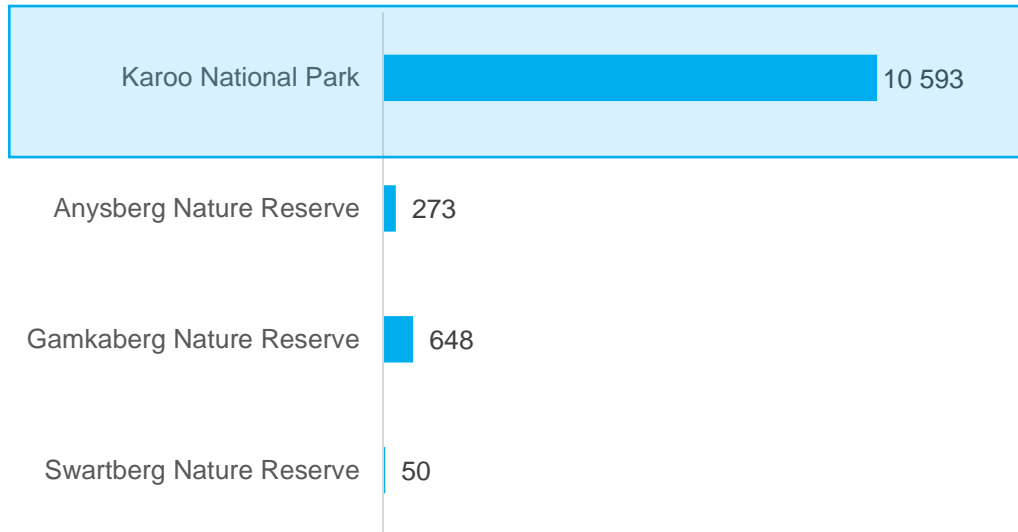 Karoo National Park 10 593
Anysberg Nature Reserve 273
Gamkaberg Nature Reserve 648
Swartberg Nature Reserve 50